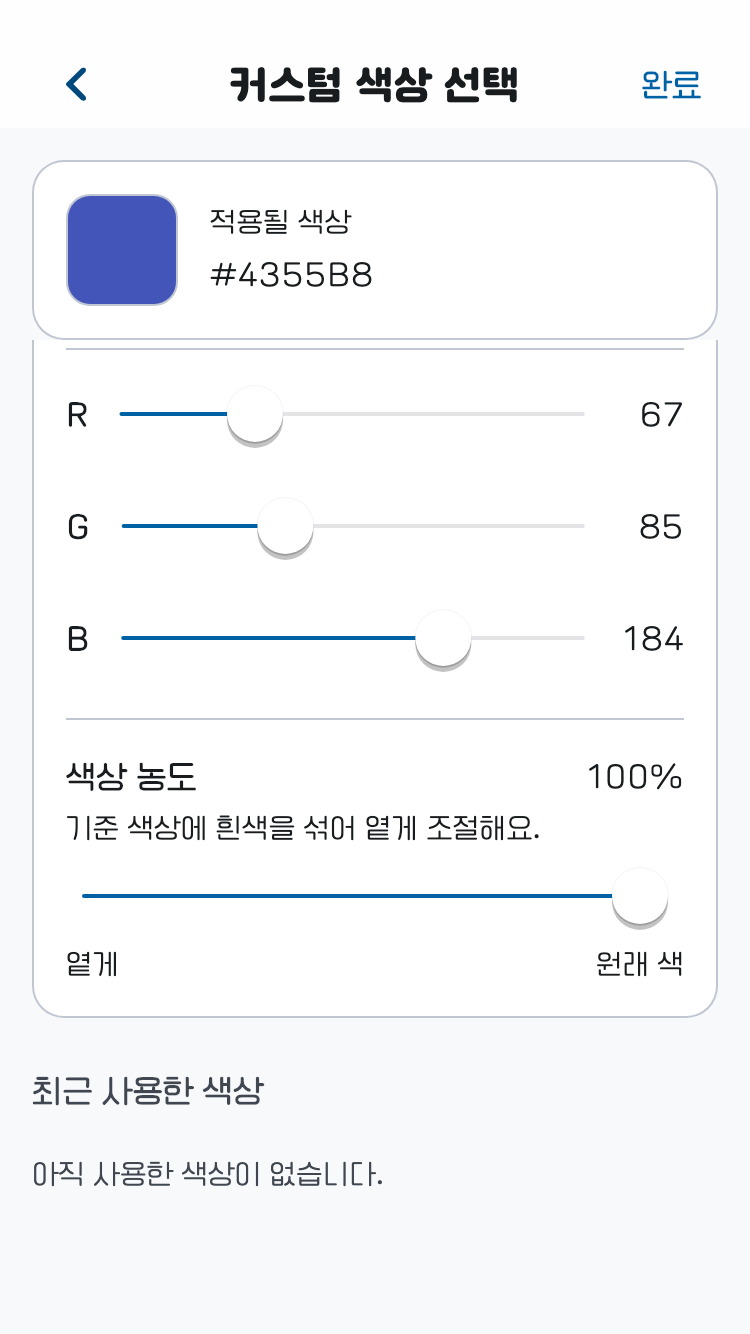 커스텀 색상 선택
완료
적용될 색상
#4355B8
R
67
G
85
B
184
색상 농도
100%
기준 색상에 흰색을 섞어 옅게 조절해요.
옅게
원래 색
최근 사용한 색상
아직 사용한 색상이 없습니다.